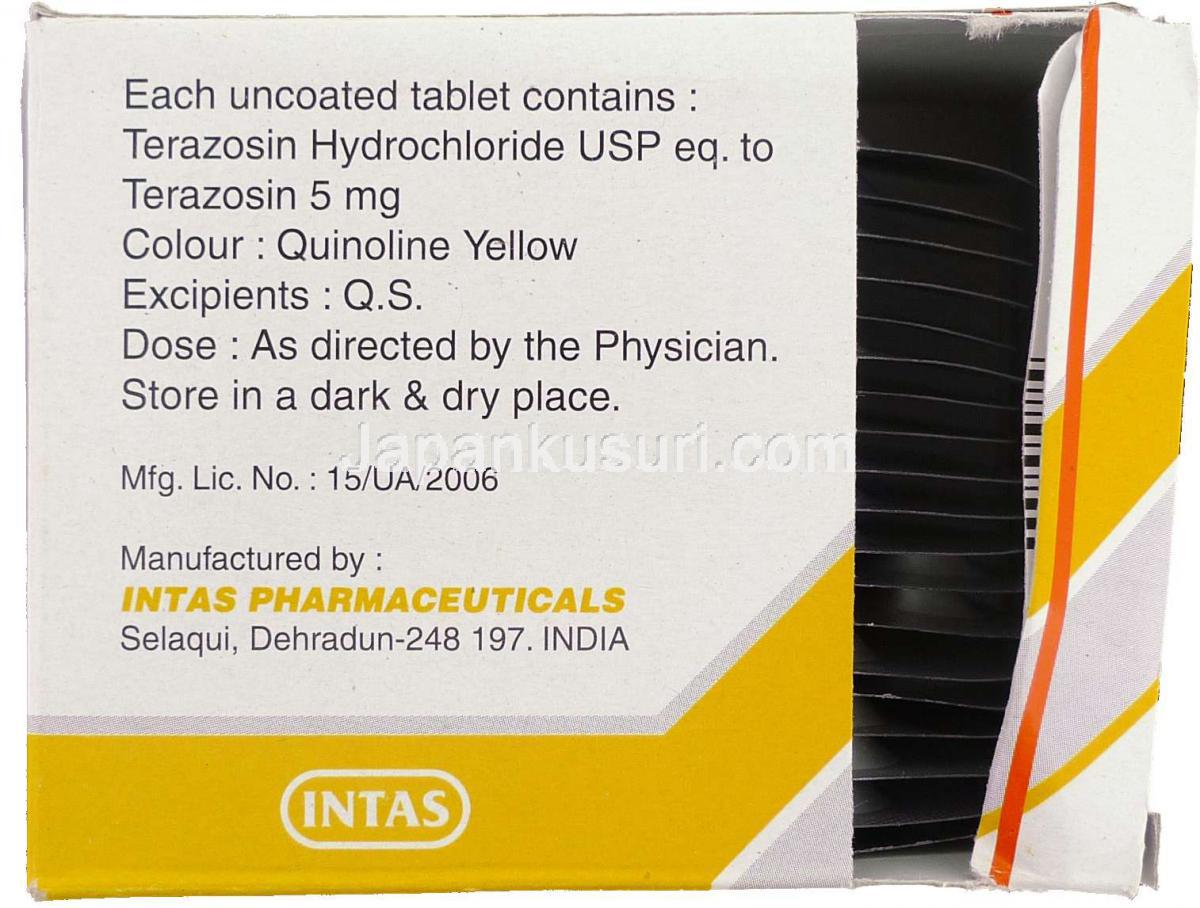 Each uncoated tablet contains :
Terazosin Hydrochloride USP eq. to
Terazosin 5 mg
Colour : Quinoline Yellow
Excipients : Q.S.
Dose : As directed by the Physician.
Store in a dark & dry place.
Japankusuri.com
Mfg. Lic. No. : 15/UA/2006
Manufactured by :
INTAS PHARMACEUTICALS
Selaqui, Dehradun-248 197. INDIA
INTAS